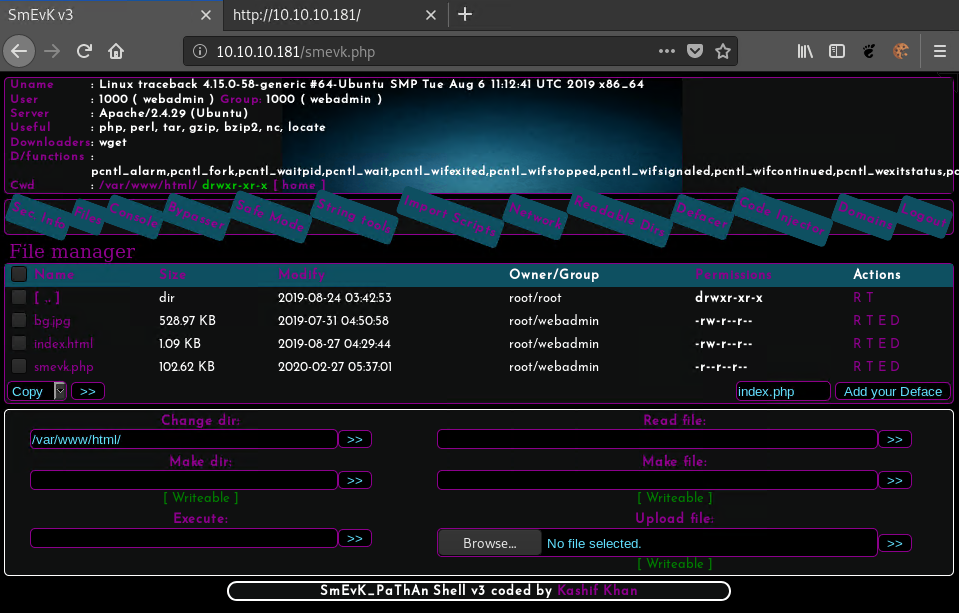 SmEvK v3
http://10.10.10.181/
10.10.10.181/smevk.php
Uname : Linux traceback 4.15.0-58-generic #64-Ubuntu SMP Tue Aug 6 11:12:41 UTC 2019 x86_64
User : 1000 ( webadmin ) Group: 1000 ( webadmin )
Server : Apache/2.4.29 (Ubuntu)
Useful : php, perl, tar, gzip, bzip2, nc, locate
Downloaders: wget
D/functions :
pcntl_alarm,pcntl_fork,pcntl_waitpid,pcntl_wait,pcntl_wifexited,pcntl_wifstopped,pcntl_wifsignaled,pcntl_wifcontinued,pcntl_wexitstatus,pc
Cwd : /var/www/html/ drwxr-xr-x [ home ]
Sec. Info Files Console Bypasser Safe Mode String Tools Import Scripts Network Readable Dirs Defacer Code Injector Domains Logout
File manager
Name Size Modify Owner/Group Permissions Actions
[ .. ] dir 2019-08-24 03:42:53 root/root drwxr-xr-x R T
bg.jpg 528.97 KB 2019-07-31 04:50:58 root/webadmin -rw-r--r-- R T E D
index.html 1.09 KB 2019-08-27 04:29:44 root/webadmin -rw-r--r-- R T E D
smevk.php 102.62 KB 2020-02-27 05:37:01 root/webadmin -r--r--r-- R T E D
Copy >> index.php Add your Deface
Change dir: Read file:
/var/www/html/ >> >>
Make dir: Make file:
>> >>
[ Writeable ] [ Writeable ]
Execute: Upload file:
>> Browse... No file selected. >>
[ Writeable ]
SmEvK_PaThAn Shell v3 coded by Kashif Khan